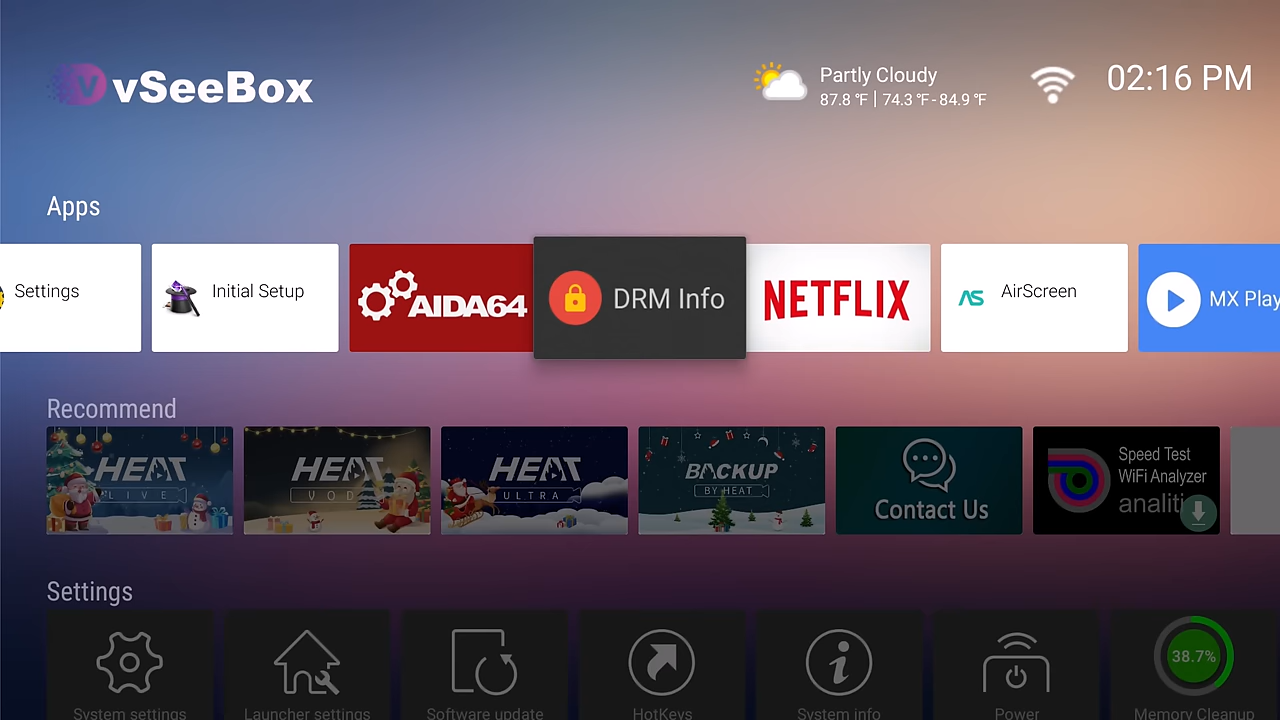 V vSeeBox
Partly Cloudy
87.8 °F | 74.3 °F - 84.9 °F
02:16 PM
Apps
Settings
Initial Setup
AIDA64
DRM Info
NETFLIX
AS AirScreen
MX Play
Recommend
HEAT
LIVE
HEAT
VOD
HEAT
ULTRA
BACKUP
BY HEAT
Contact Us
Speed Test
WiFi Analyzer
analiti
Settings
System settings
Launcher settings
Software update
HotKeys
System info
Power
38.7%
Memory Cleanup